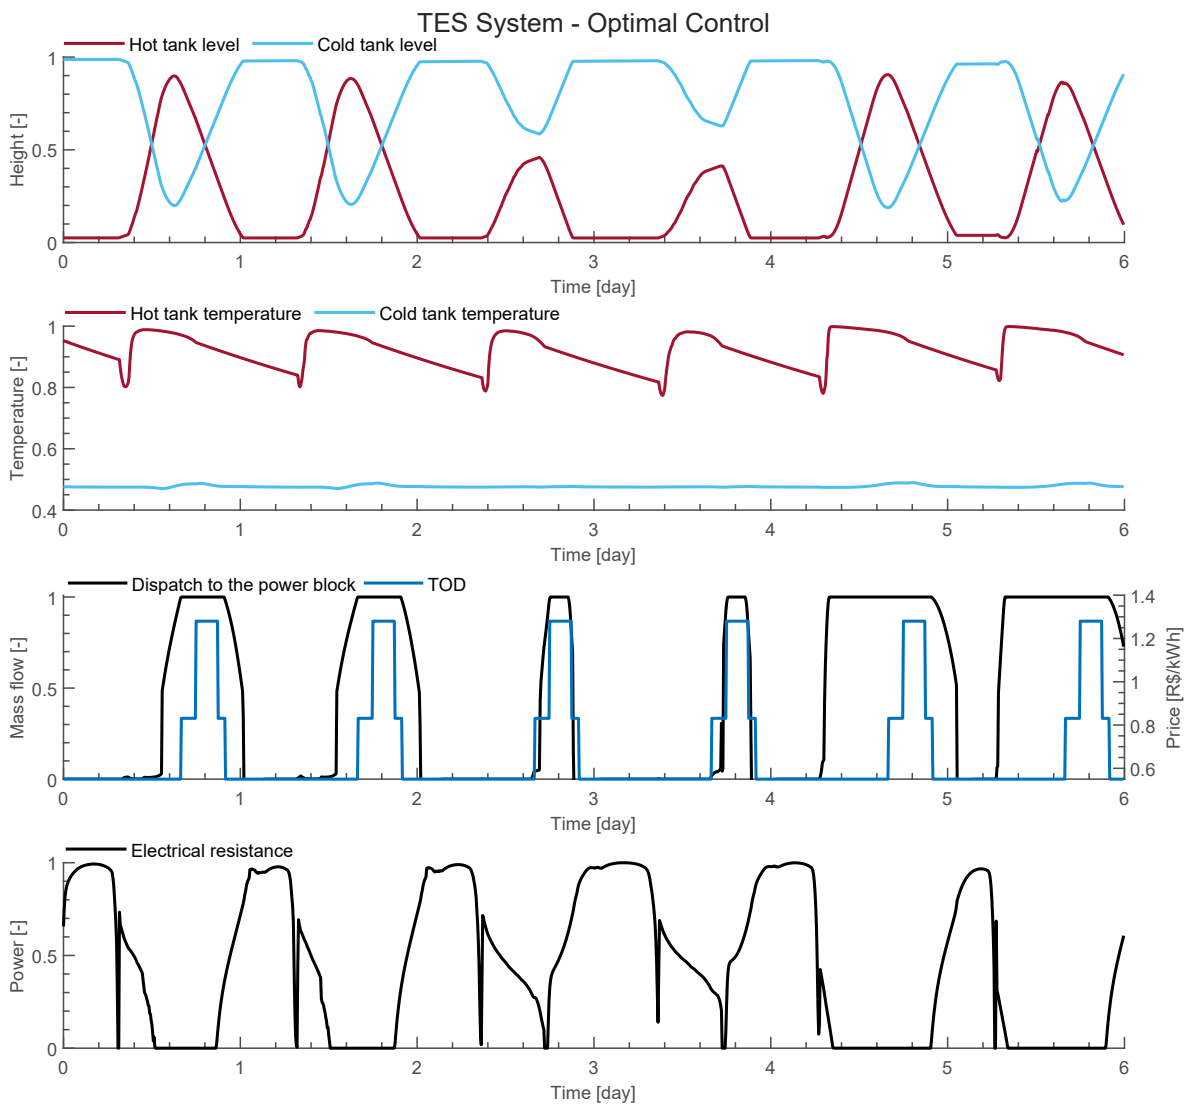 TES System - Optimal Control
Hot tank level Cold tank level
1
0.5
0
Height [-]
0 1 2 3 4 5 6
Time [day]
Hot tank temperature Cold tank temperature
1
0.8
0.6
0.4
Temperature [-]
0 1 2 3 4 5 6
Time [day]
Dispatch to the power block TOD
1
0.5
0
Mass flow [-]
1.4
1.2
1
0.8
0.6
Price [R$/kWh]
0 1 2 3 4 5 6
Time [day]
Electrical resistance
1
0.5
0
Power [-]
0 1 2 3 4 5 6
Time [day]